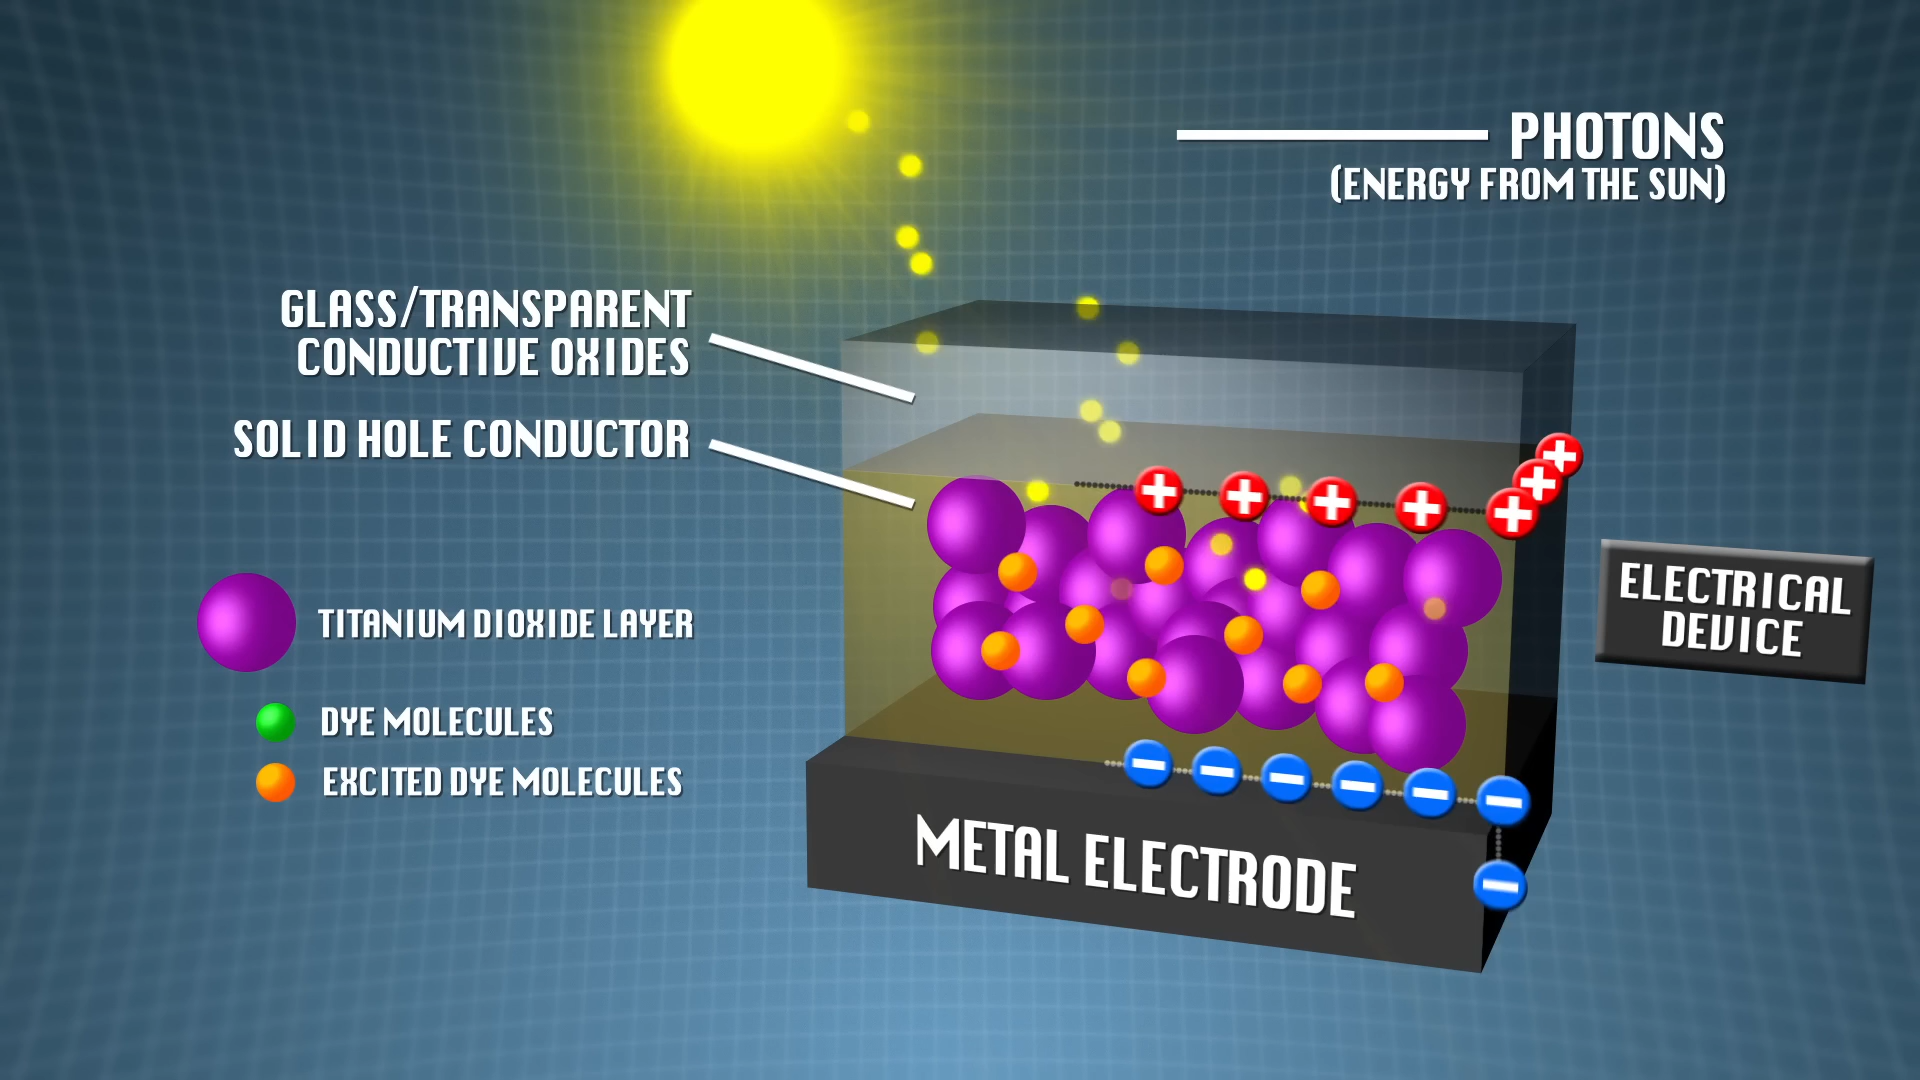 PHOTONS
(ENERGY FROM THE SUN)
GLASS/TRANSPARENT
CONDUCTIVE OXIDES
SOLID HOLE CONDUCTOR
TITANIUM DIOXIDE LAYER
DYE MOLECULES
EXCITED DYE MOLECULES
ELECTRICAL
DEVICE
METAL ELECTRODE